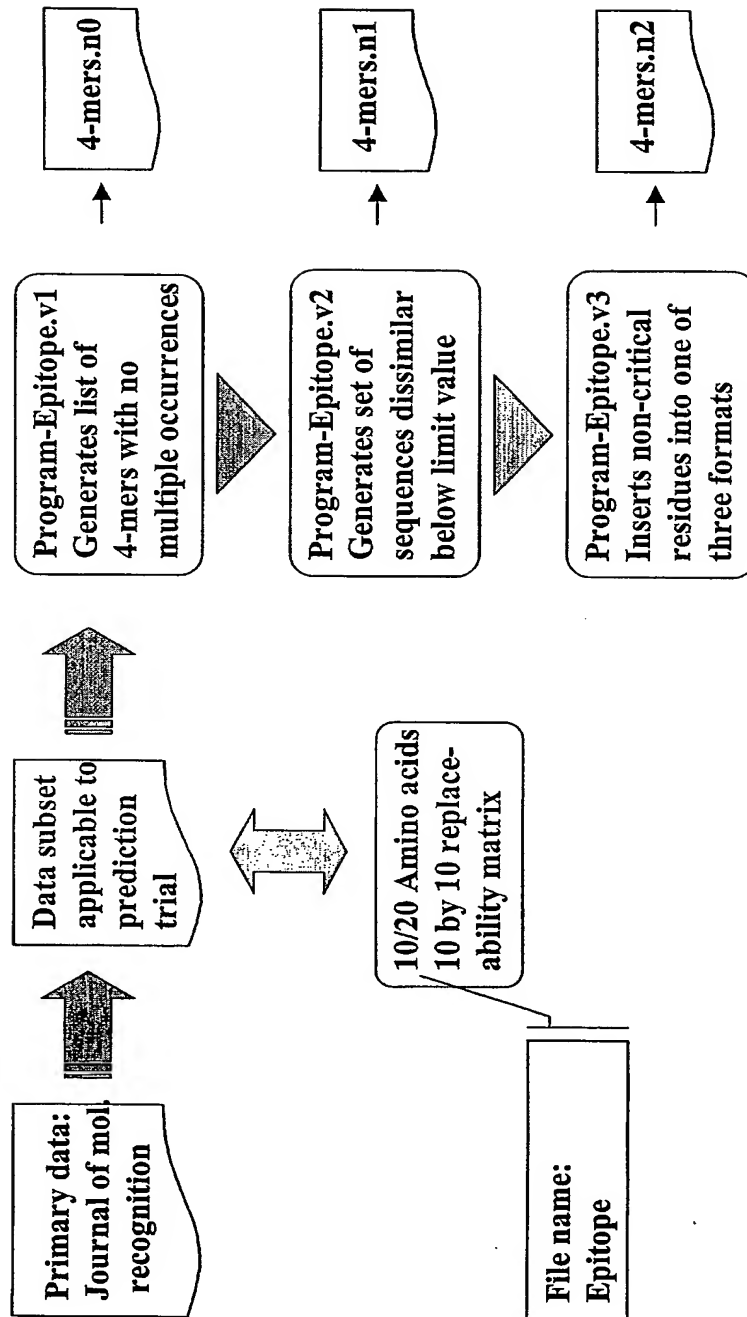 Primary data:
Journal of mol.
recognition
Data subset
applicable to
prediction
trial
Program-Epitope.v1
Generates list of
4-mers with no
multiple occurrences
4-mers.n0
10/20 Amino acids
10 by 10 replace-
ability matrix
Program-Epitope.v2
Generates set of
sequences dissimilar
below limit value
4-mers.n1
File name:
Epitope
Program-Epitope.v3
Inserts non-critical
residues into one of
three formats
4-mers.n2